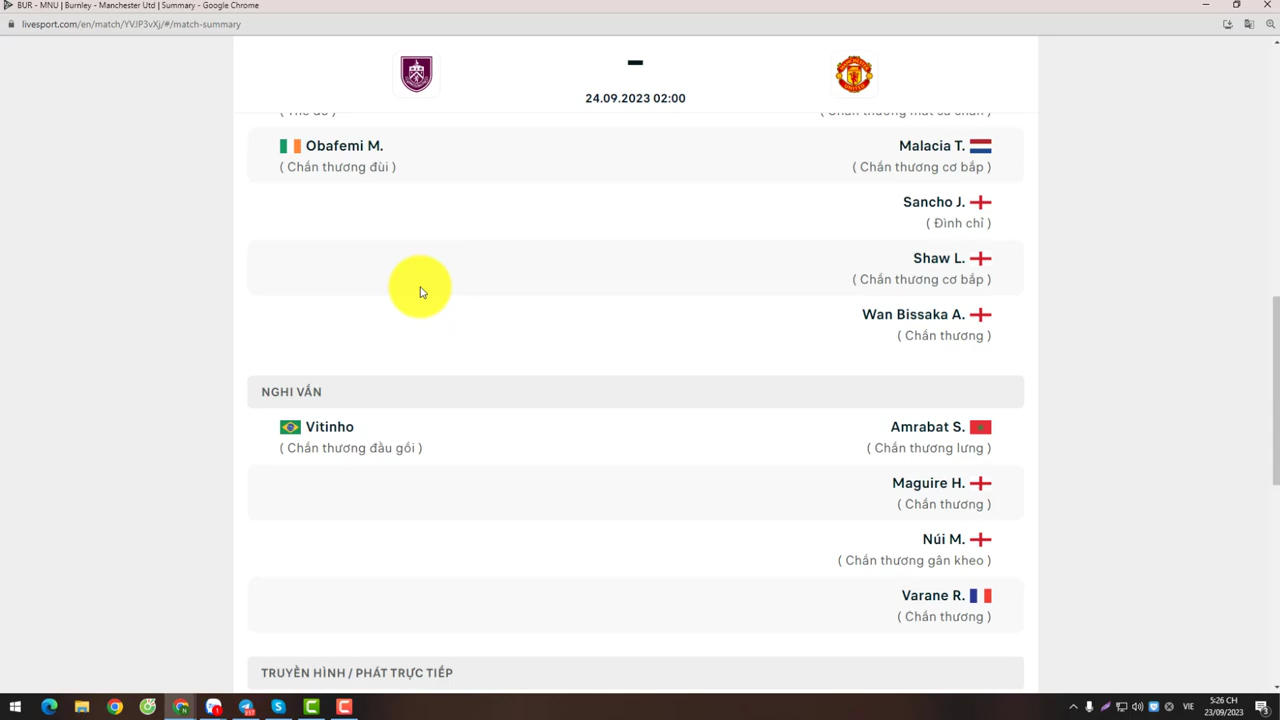 BUR - MNU | Burnley - Manchester Utd | Summary - Google Chrome
livesport.com/en/match/YVJP3vXj/#/match-summary
24.09.2023 02:00
Obafemi M.
Malacia T.
( Chấn thương đùi )
( Chấn thương cơ bắp )
Sancho J.
( Đình chỉ )
Shaw L.
( Chấn thương cơ bắp )
Wan Bissaka A.
( Chấn thương )
NGHI VẤN
Vitinho
Amrabat S.
( Chấn thương đầu gối )
( Chấn thương lưng )
Maguire H.
( Chấn thương )
Núi M.
( Chấn thương gân kheo )
Varane R.
( Chấn thương )
TRUYỀN HÌNH / PHÁT TRỰC TIẾP
VIE
5:26 CH
23/09/2023